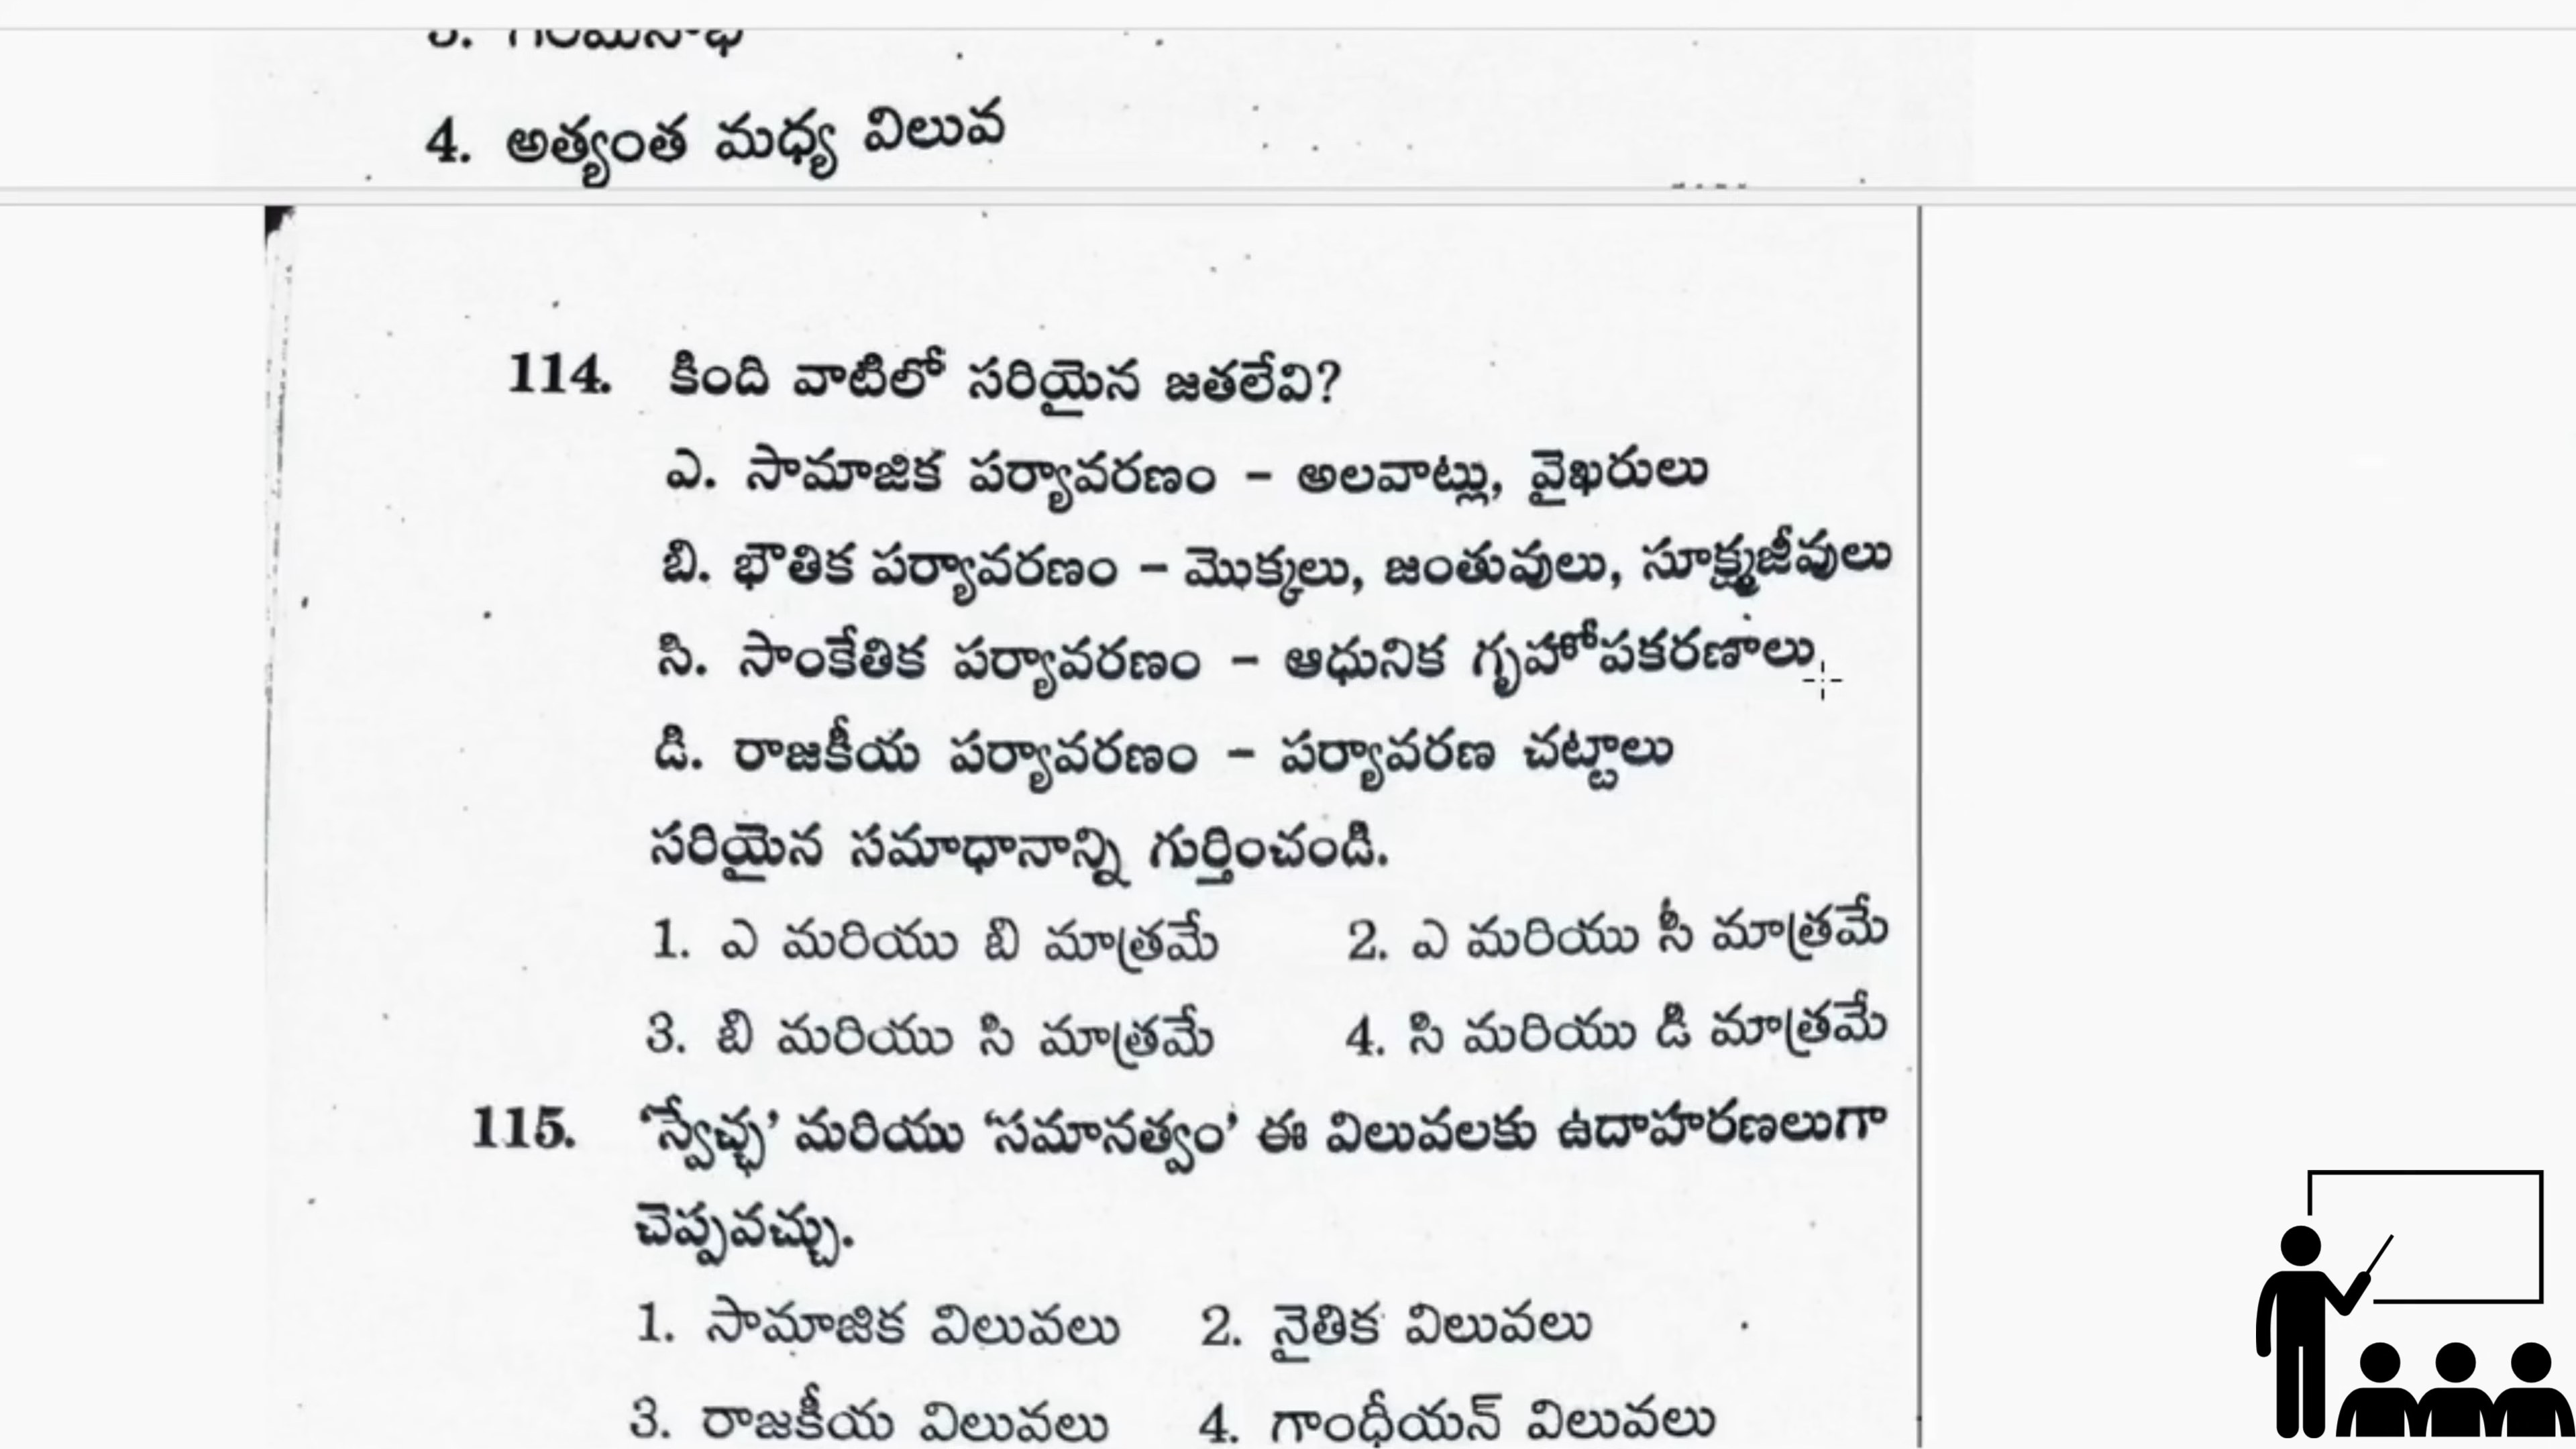 4. అత్యంత మధ్య విలువ
114. కింది వాటిలో సరియైన జతలేవి?
ఎ. సామాజిక పర్యావరణం – అలవాట్లు, వైఖరులు
బి. భౌతిక పర్యావరణం – మొక్కలు, జంతువులు, సూక్ష్మజీవులు
సి. సాంకేతిక పర్యావరణం – ఆధునిక గృహోపకరణాలు
డి. రాజకీయ పర్యావరణం – పర్యావరణ చట్టాలు
సరియైన సమాధానాన్ని గుర్తించండి.
1. ఎ మరియు బి మాత్రమే 2. ఎ మరియు సీ మాత్రమే
3. బి మరియు సి మాత్రమే 4. సి మరియు డి మాత్రమే
115. ‘స్వేచ్ఛ’ మరియు ‘సమానత్వం’ ఈ విలువలకు ఉదాహరణలుగా
చెప్పవచ్చు.
1. సామాజిక విలువలు 2. నైతిక విలువలు
3. రాజకీయ విలువలు 4. గాంధీయన్ విలువలు